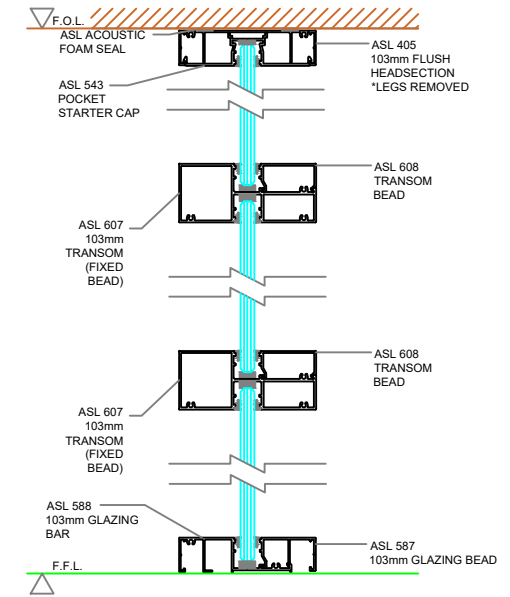 F.O.L.
ASL ACOUSTIC
FOAM SEAL
ASL 405
103mm FLUSH
HEADSECTION
*LEGS REMOVED
ASL 543
POCKET
STARTER CAP
ASL 608
TRANSOM
BEAD
ASL 607
103mm
TRANSOM
(FIXED
BEAD)
ASL 608
TRANSOM
BEAD
ASL 607
103mm
TRANSOM
(FIXED
BEAD)
ASL 588
103mm GLAZING
BAR
ASL 587
103mm GLAZING BEAD
F.F.L.